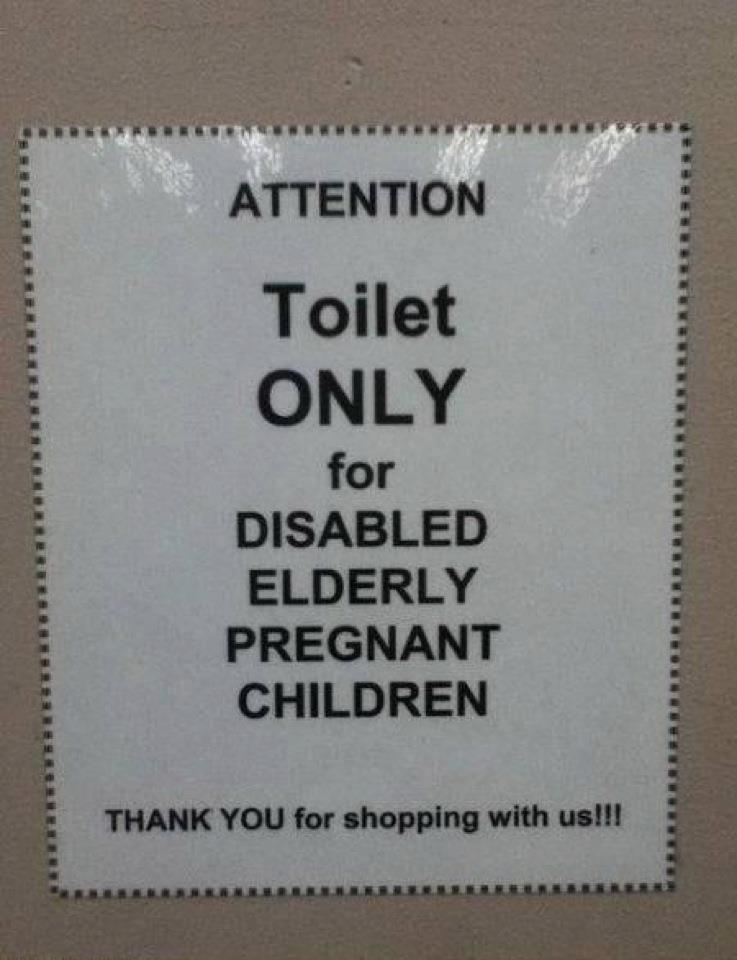 ATTENTION
Toilet
ONLY
for
DISABLED
ELDERLY
PREGNANT
CHILDREN
THANK YOU for shopping with us!!!